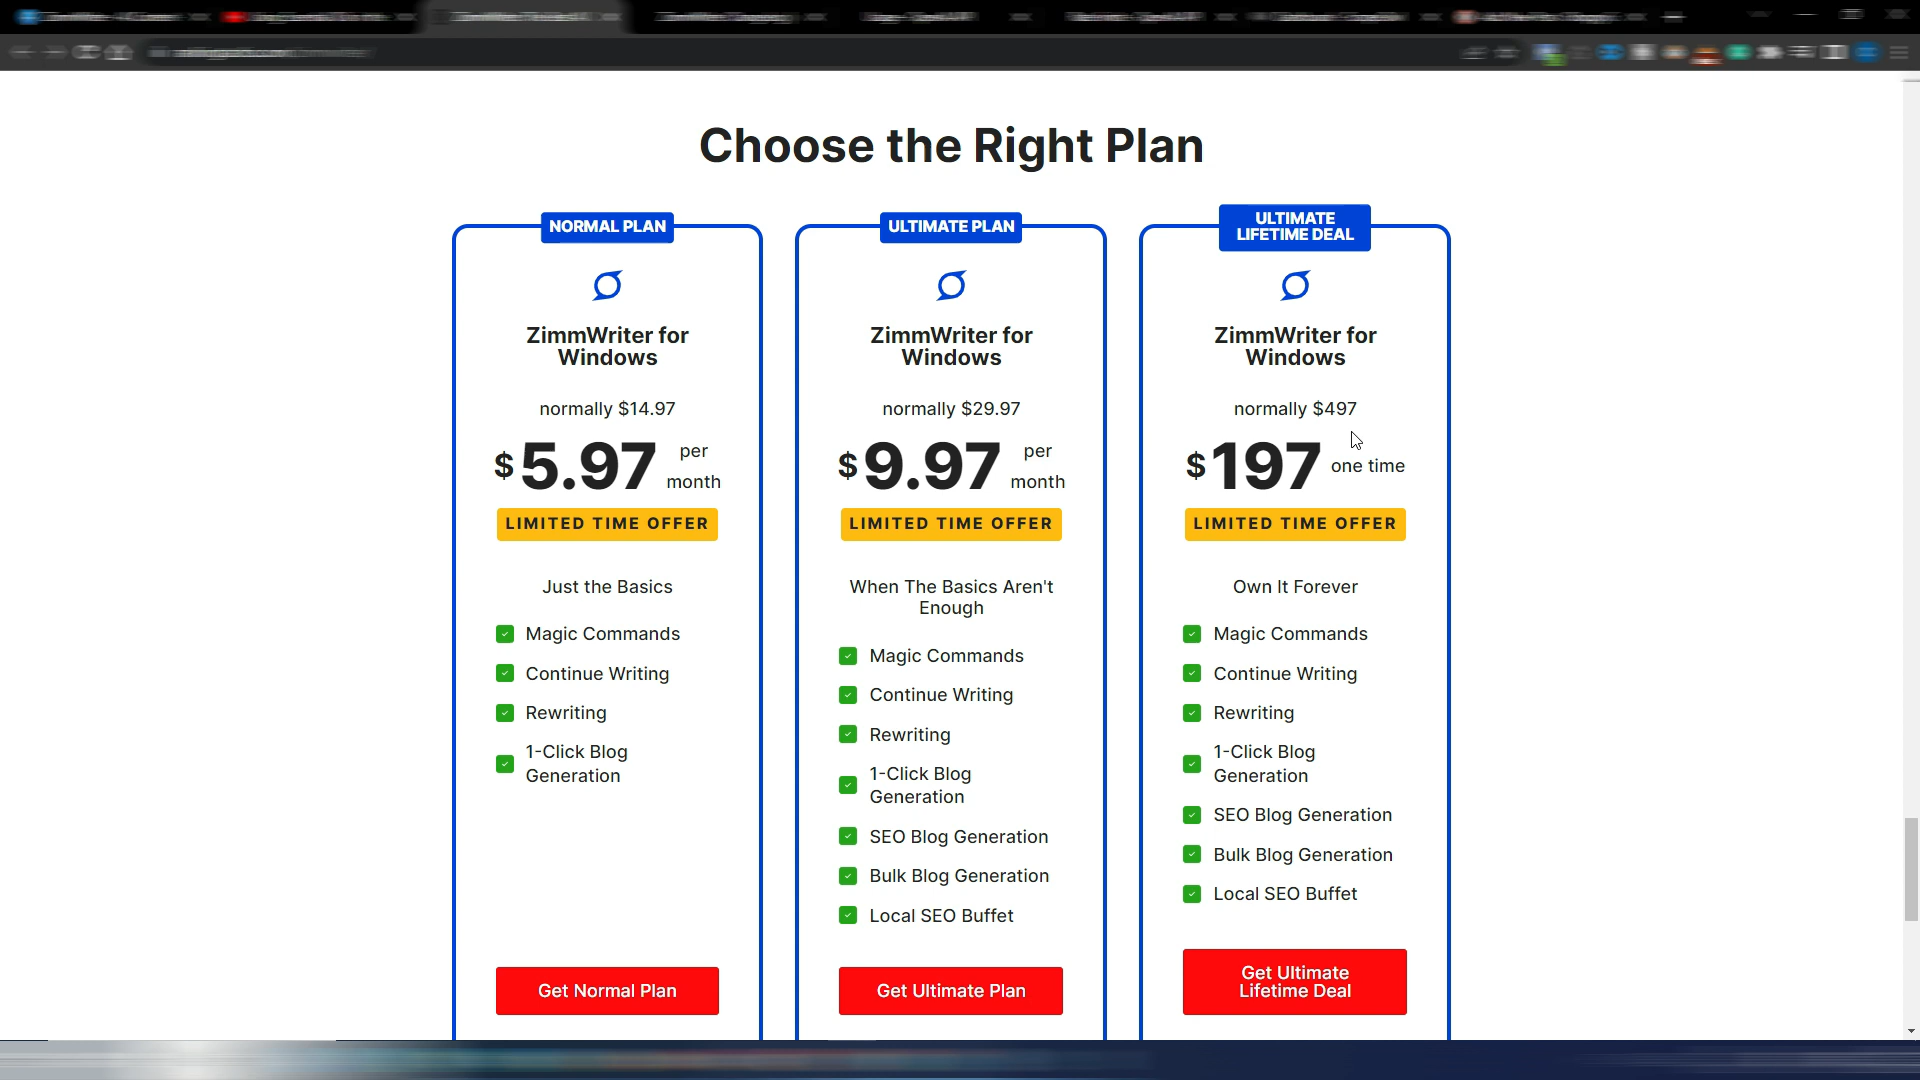 Choose the Right Plan
NORMAL PLAN
ZimmWriter for
Windows
normally $14.97
$5.97 per
month
LIMITED TIME OFFER
Just the Basics
Magic Commands
Continue Writing
Rewriting
1-Click Blog
Generation
Get Normal Plan
ULTIMATE PLAN
ZimmWriter for
Windows
normally $29.97
$9.97 per
month
LIMITED TIME OFFER
When The Basics Aren't
Enough
Magic Commands
Continue Writing
Rewriting
1-Click Blog
Generation
SEO Blog Generation
Bulk Blog Generation
Local SEO Buffet
Get Ultimate Plan
ULTIMATE
LIFETIME DEAL
ZimmWriter for
Windows
normally $497
$197 one time
LIMITED TIME OFFER
Own It Forever
Magic Commands
Continue Writing
Rewriting
1-Click Blog
Generation
SEO Blog Generation
Bulk Blog Generation
Local SEO Buffet
Get Ultimate
Lifetime Deal